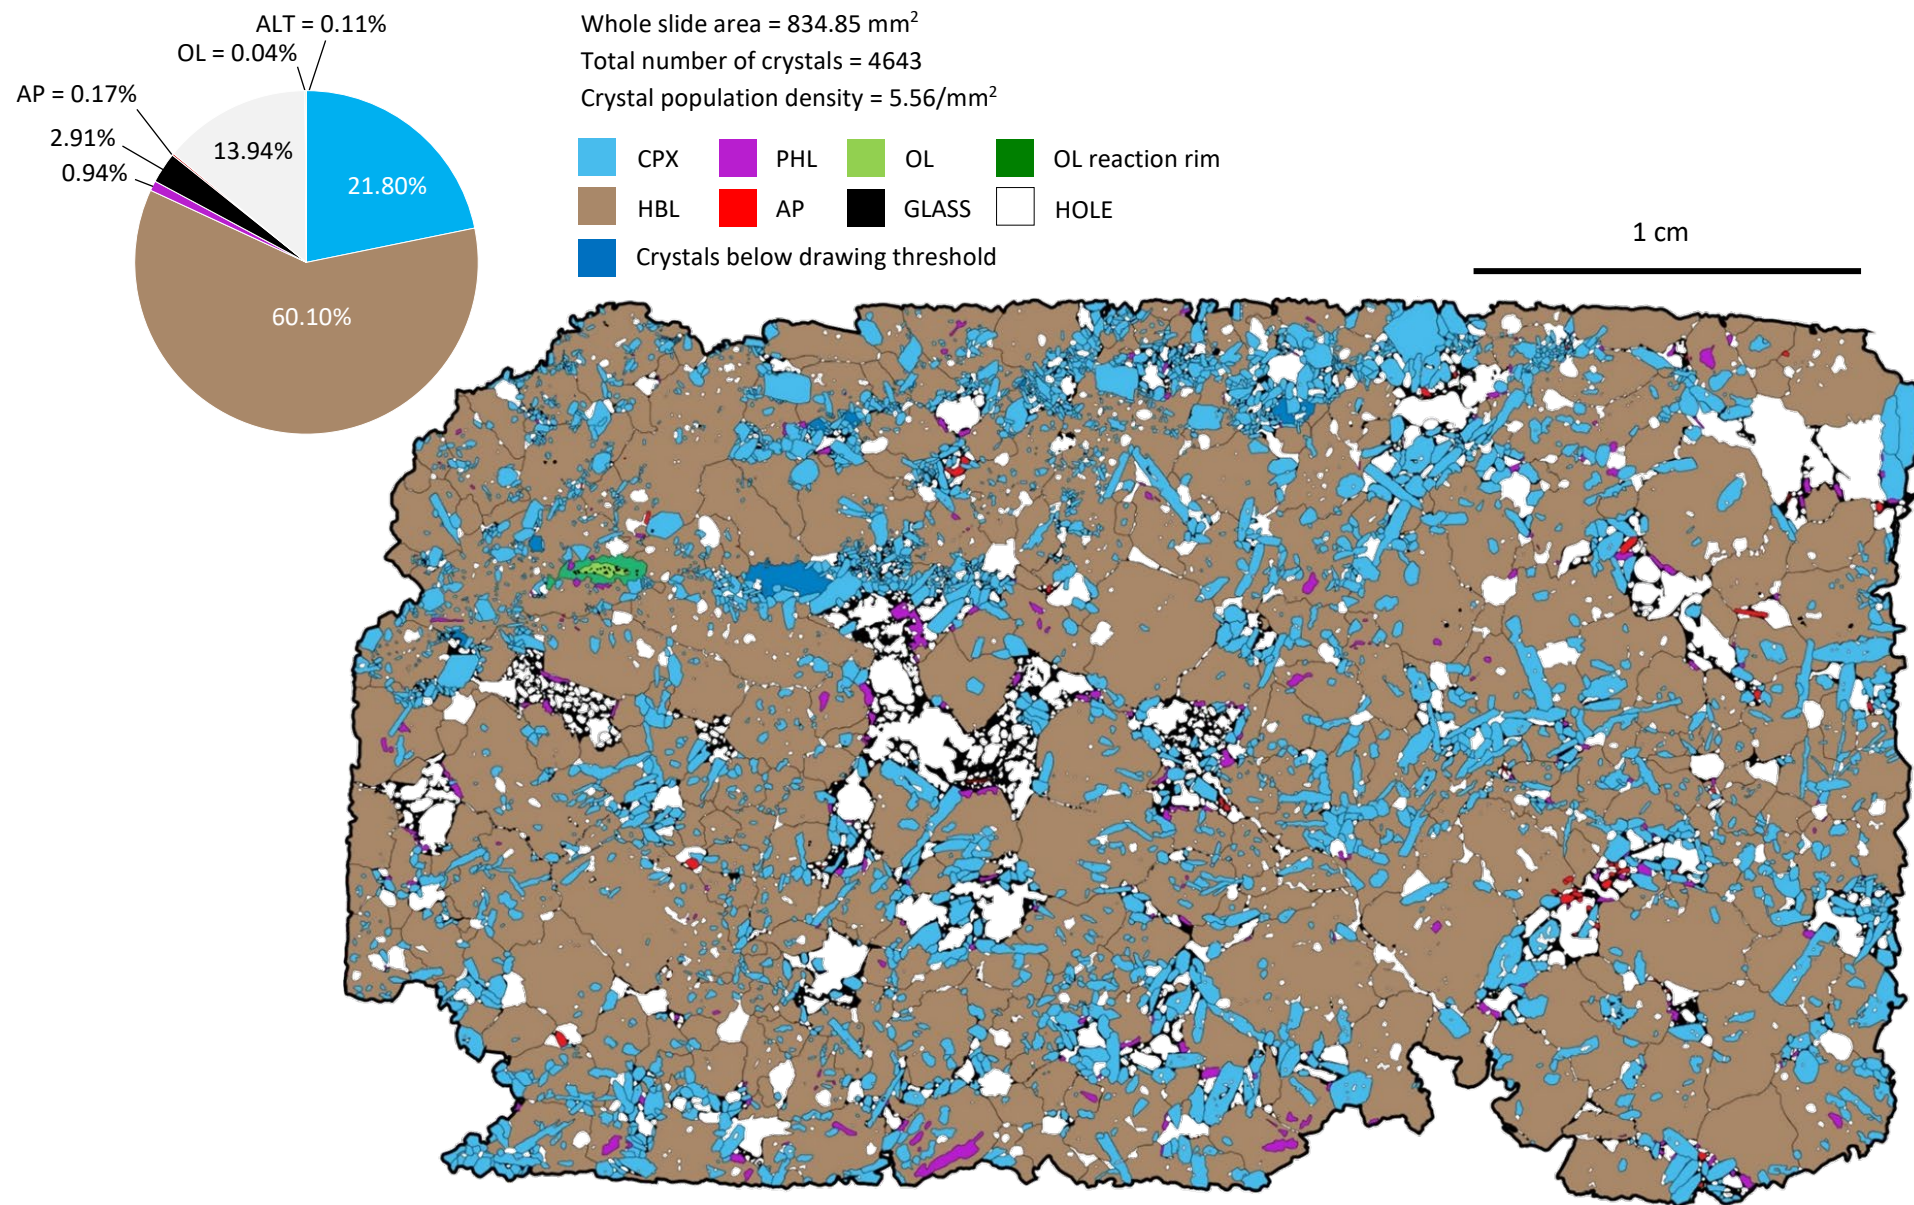 ALT = 0.11%
OL = 0.04%
AP = 0.17%
2.91%
0.94%
13.94%
21.80%
60.10%
Whole slide area = 834.85 mm²
Total number of crystals = 4643
Crystal population density = 5.56/mm²
CPX PHL OL OL reaction rim
HBL AP GLASS HOLE
Crystals below drawing threshold
1 cm